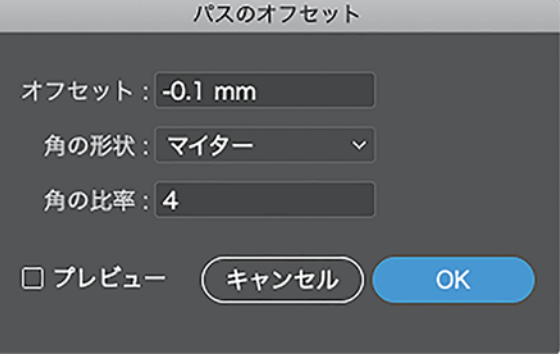 パスのオフセット
オフセット : -0.1 mm
角の形状 : マイター
角の比率 : 4
プレビュー キャンセル OK